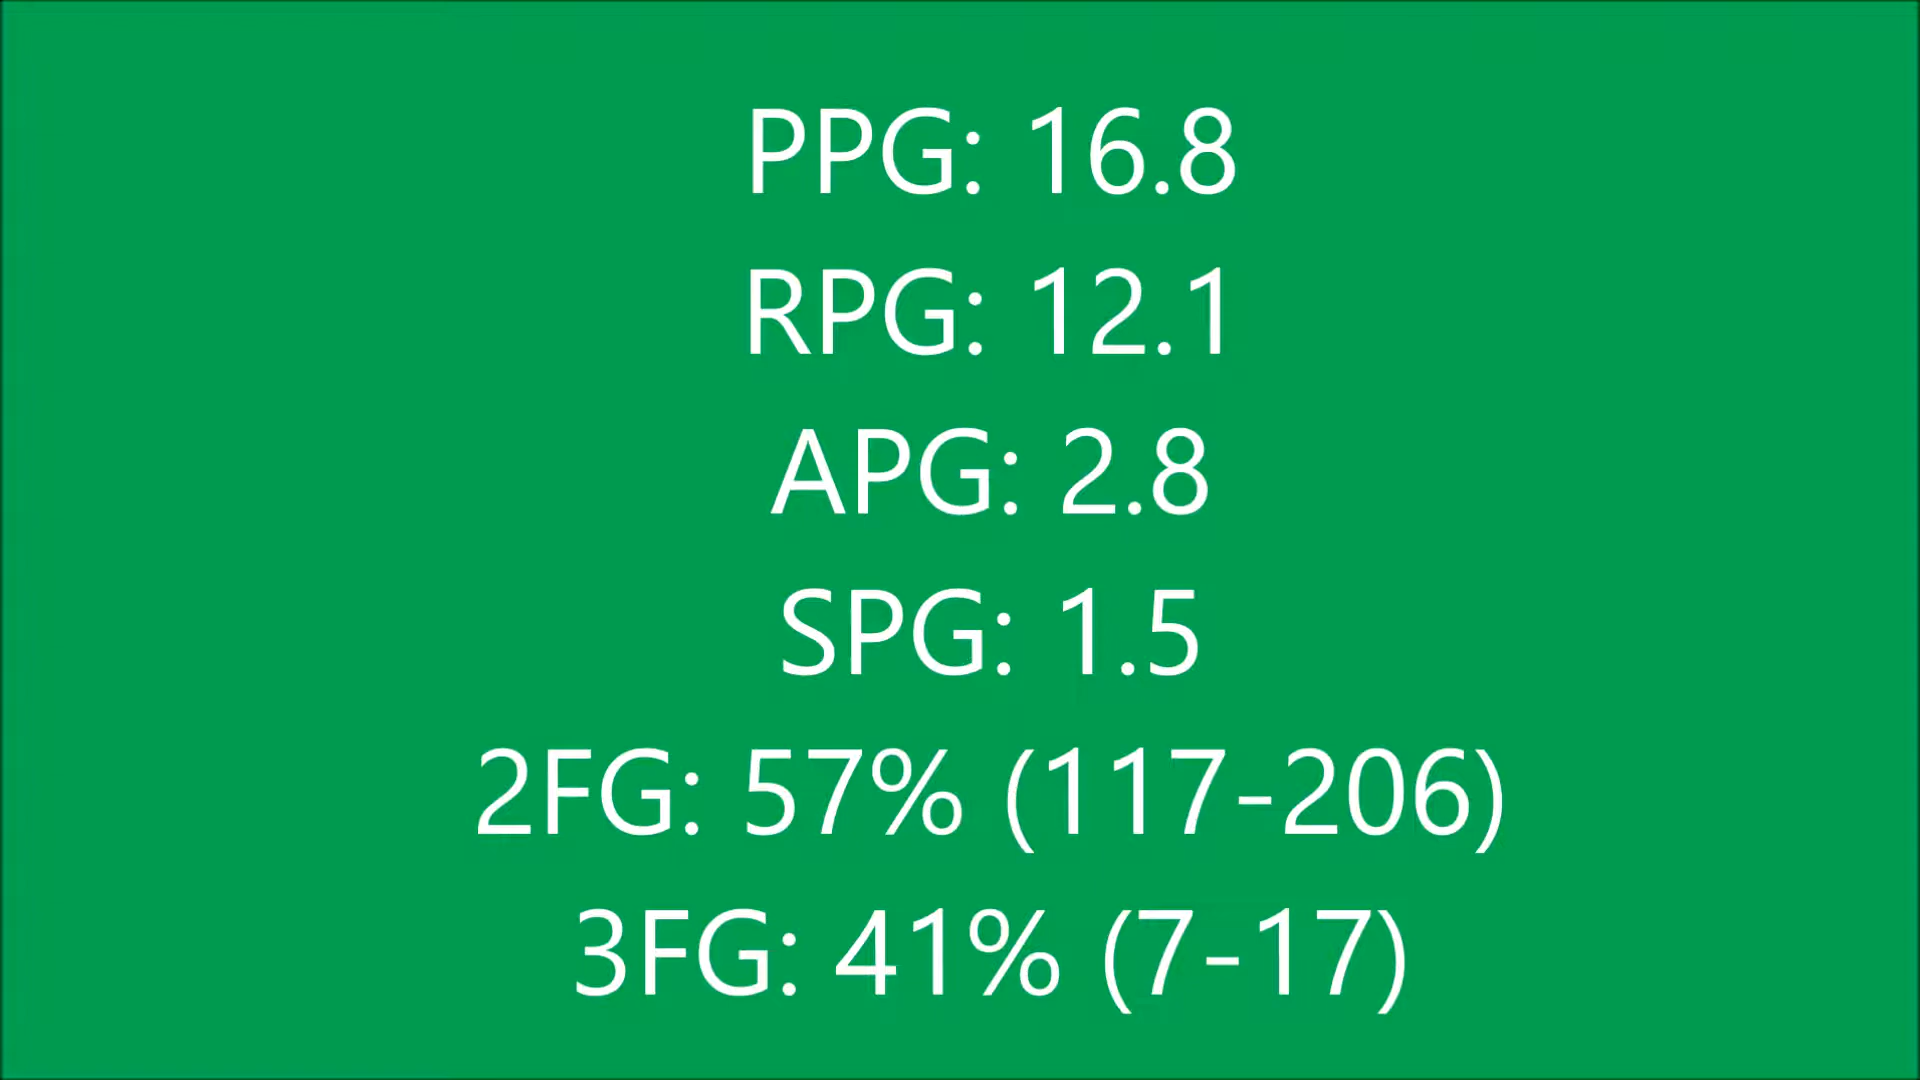 PPG: 16.8
RPG: 12.1
APG: 2.8
SPG: 1.5
2FG: 57% (117-206)
3FG: 41% (7-17)